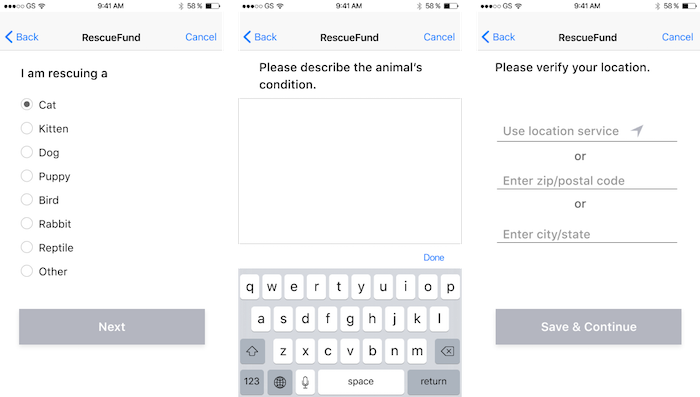 ●●●○○ GS 9:41 AM 58 %
Back RescueFund Cancel
I am rescuing a
Cat
Kitten
Dog
Puppy
Bird
Rabbit
Reptile
Other
Next
●●●○○ GS 9:41 AM 58 %
Back RescueFund Cancel
Please describe the animal's
condition.
Done
q w e r t y u i o p
a s d f g h j k l
z x c v b n m
123 space return
●●●○○ GS 9:41 AM 58 %
Back RescueFund Cancel
Please verify your location.
Use location service
or
Enter zip/postal code
or
Enter city/state
Save & Continue